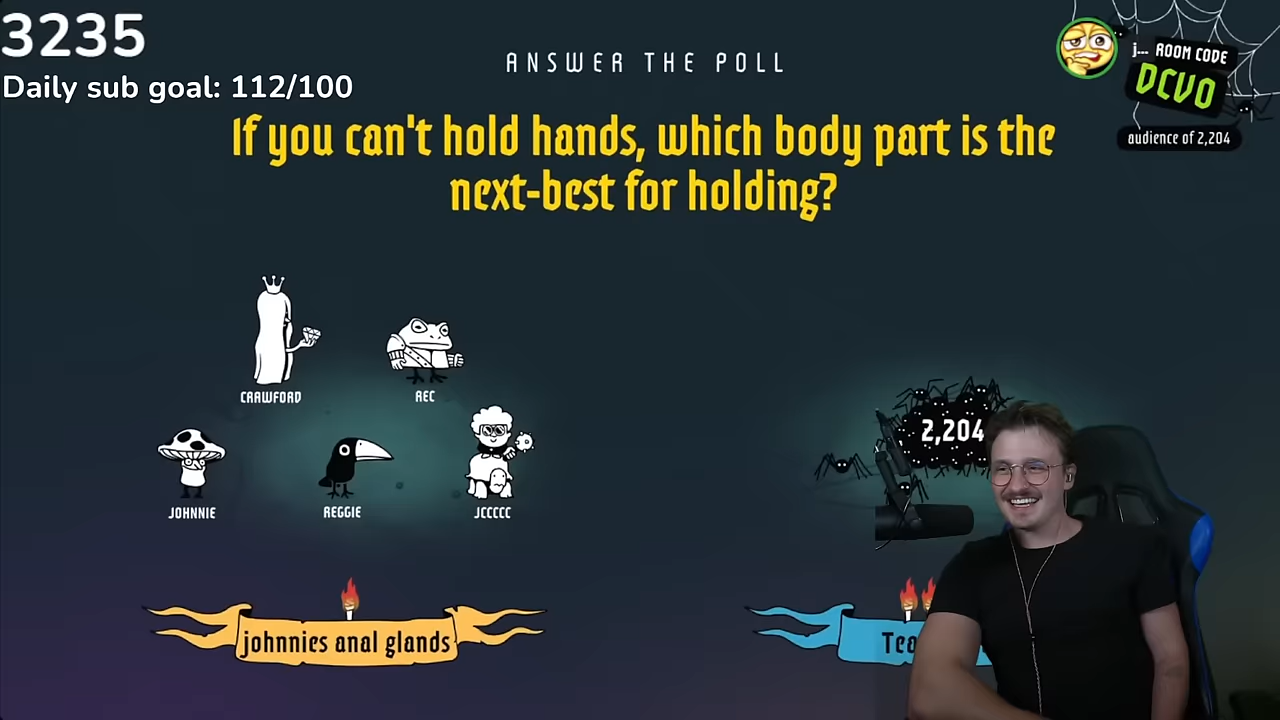 3235
Daily sub goal: 112/100
ANSWER THE POLL
If you can't hold hands, which body part is the
next-best for holding?
j... ROOM CODE
DCVO
audience of 2,204
CRAWFORD
REC
JOHNNIE
REGGIE
JCCCCC
2,204
johnnies anal glands